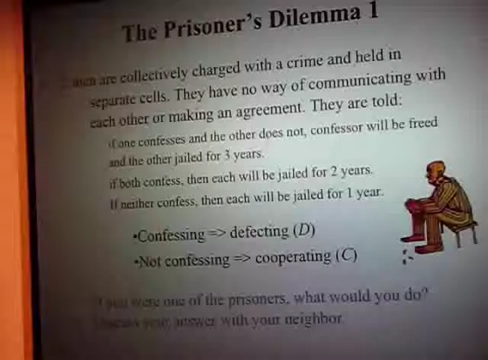 The Prisoner's Dilemma 1
men are collectively charged with a crime and held in
separate cells. They have no way of communicating with
each other or making an agreement. They are told:
if one confesses and the other does not, confessor will be freed
and the other jailed for 3 years.
if both confess, then each will be jailed for 2 years.
If neither confess, then each will be jailed for 1 year.
•Confessing => defecting (D)
•Not confessing => cooperating (C)
If you were one of the prisoners, what would you do?
Discuss your answer with your neighbor.